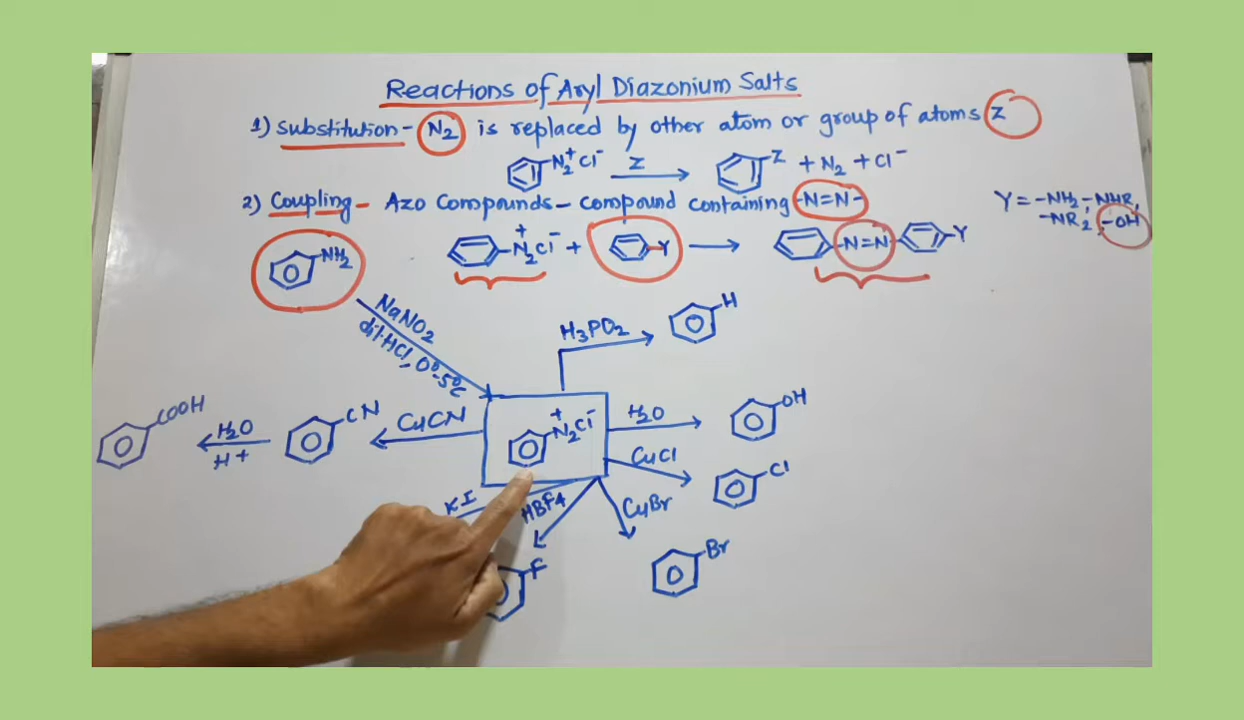 Reactions of Aryl Diazonium Salts
1) Substitution - N2 is replaced by other atom or group of atoms Z
N2+Cl- Z → Z + N2 + Cl-
2) Coupling - Azo Compounds - compound containing -N=N-
Y = -NH2, -NHR,
-NR2, -OH
N2+Cl- + Y → -N=N- Y
NH2
NaNO2
dil·HCl, 0°-5°C
H3PO2 H
COOH
H2O
H+
CN
CuCN
N2+Cl-
H2O OH
CuCl Cl
KI
HBF4
CuBr
F
Br